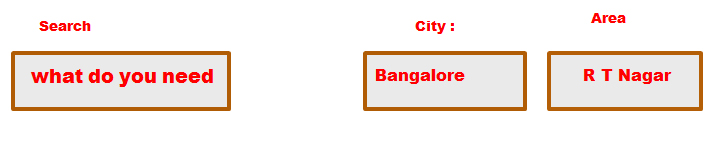 Search
City :
Area
what do you need
Bangalore
R T Nagar